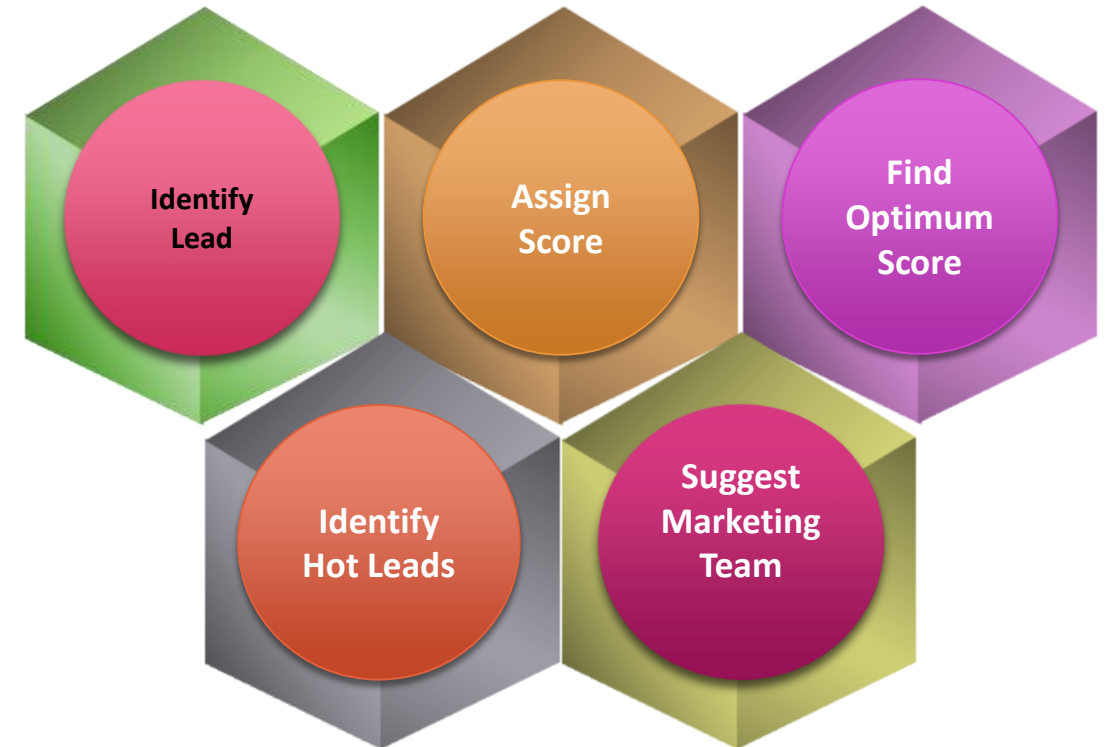 Identify
Lead
Assign
Score
Find
Optimum
Score
Identify
Hot Leads
Suggest
Marketing
Team